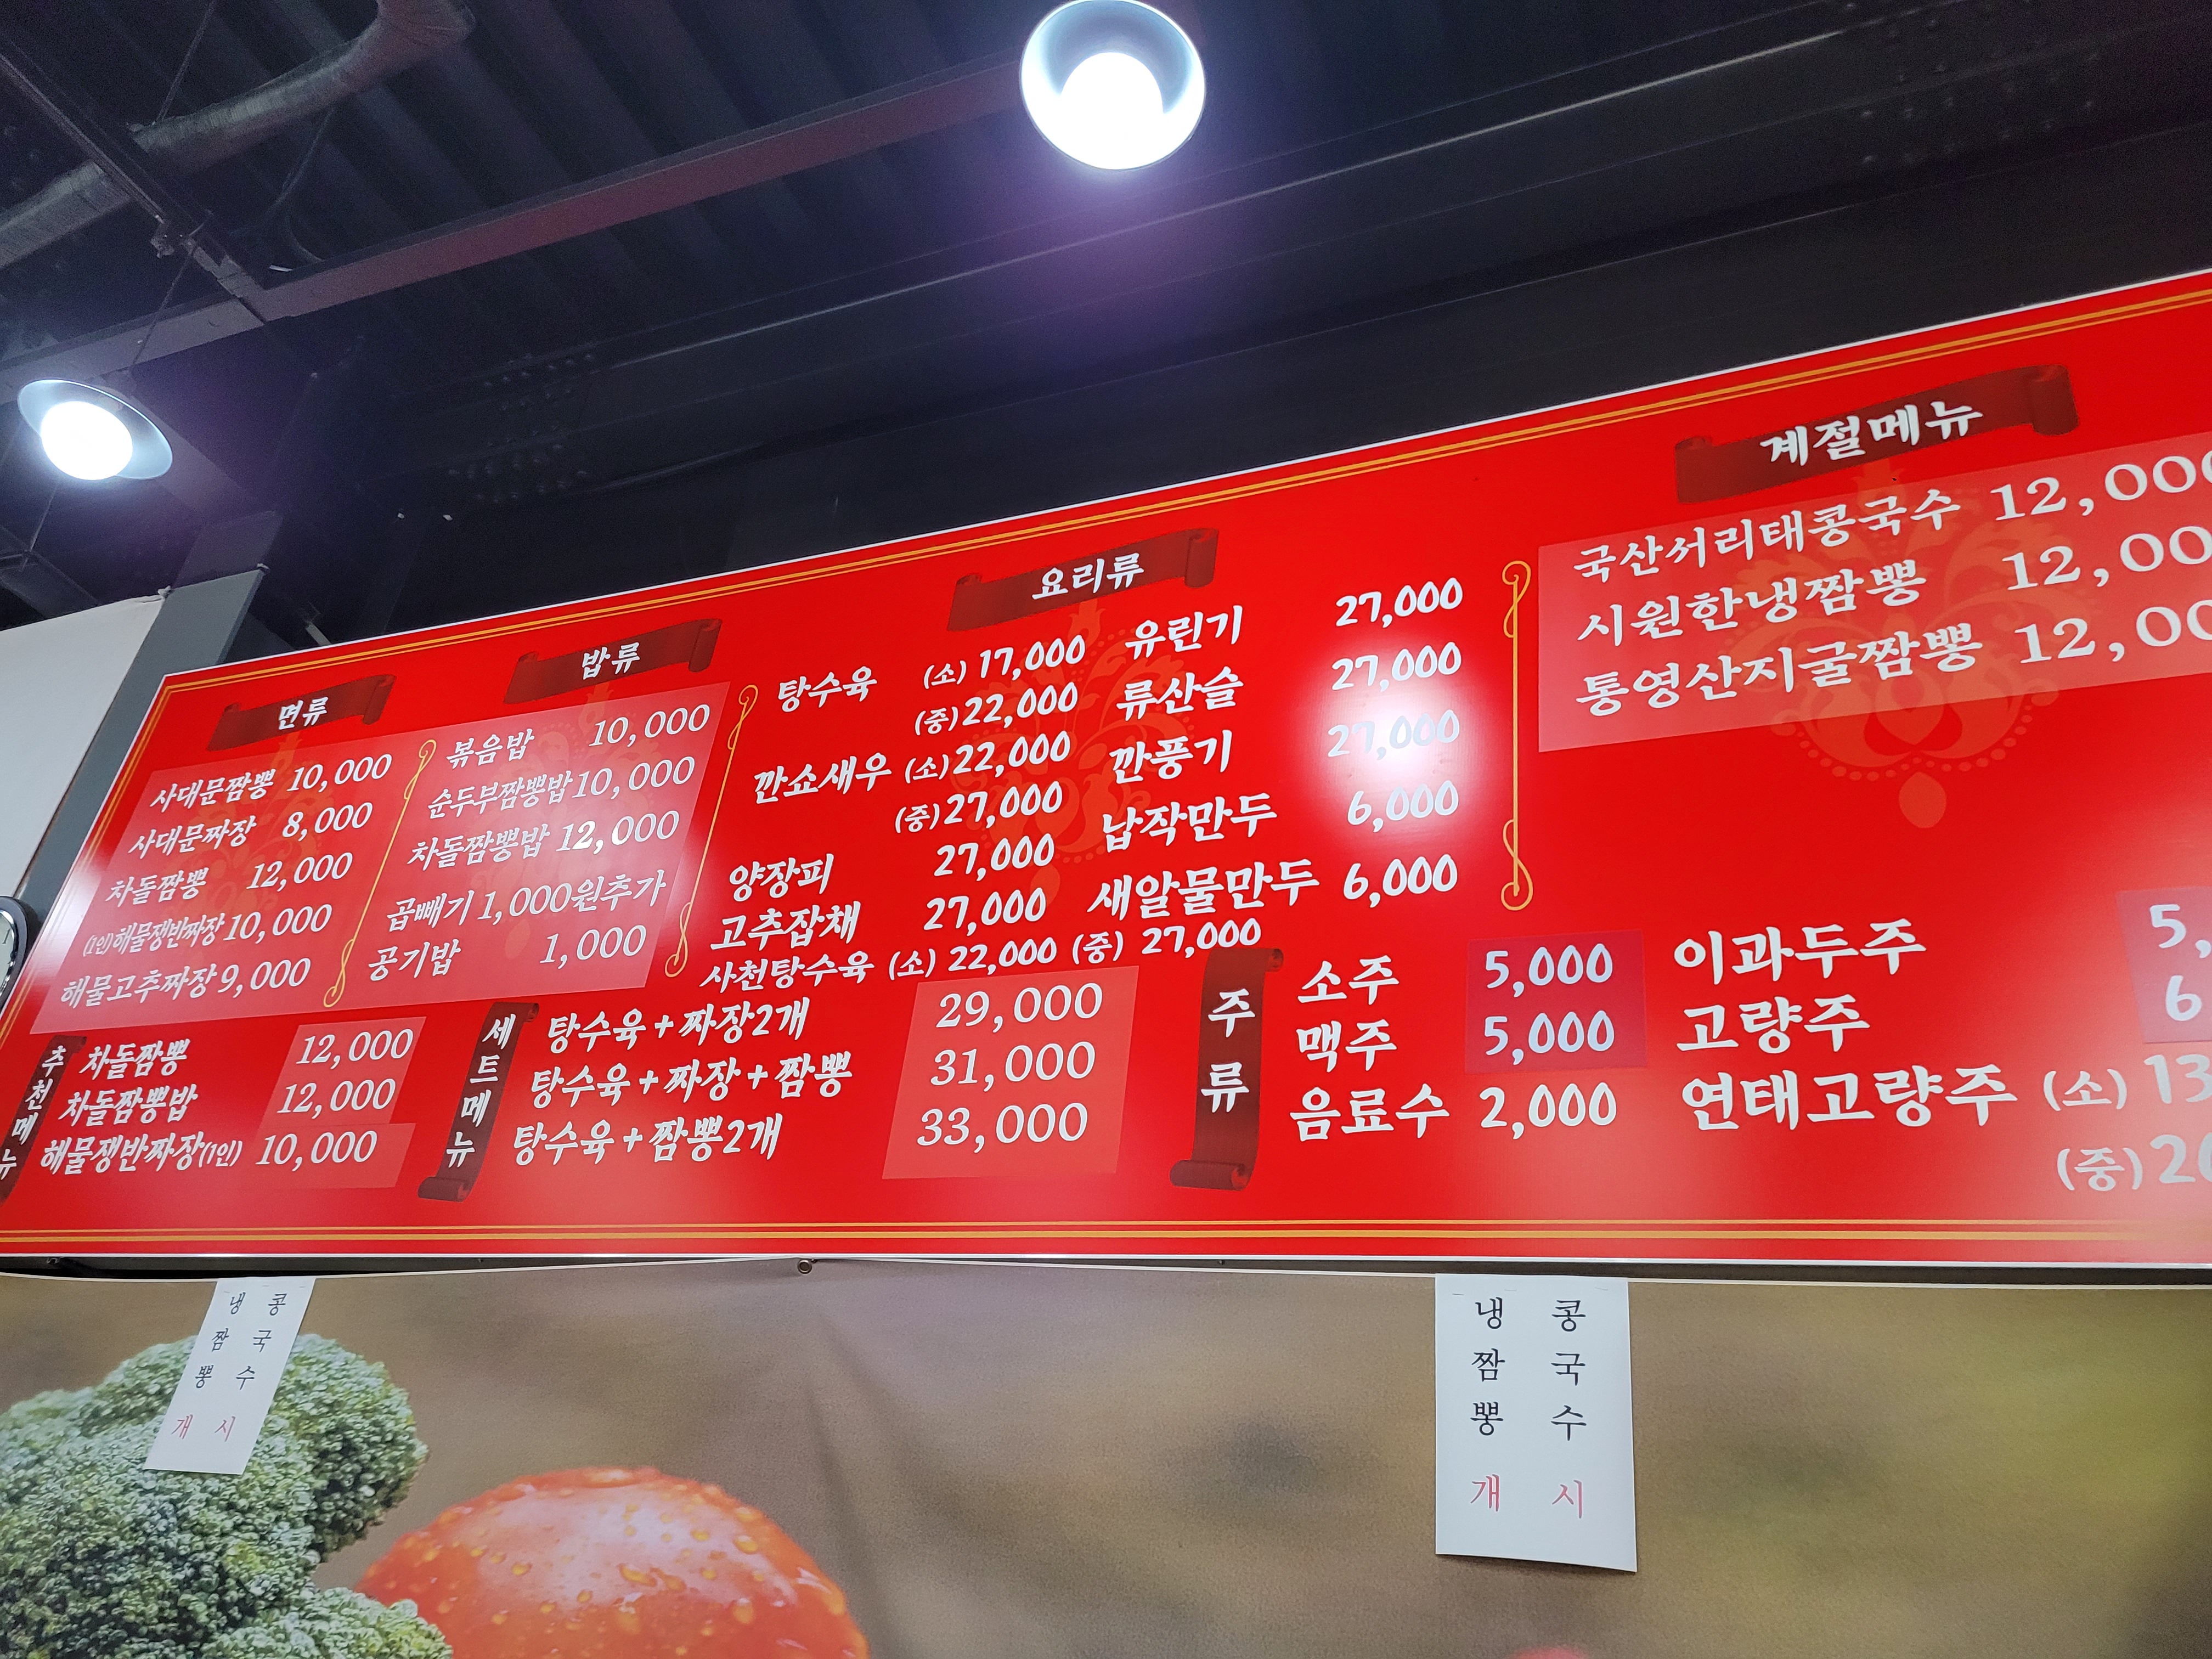 면류
사대문짬뽕 10,000
사대문짜장 8,000
차돌짬뽕 12,000
(1인)해물쟁반짜장 10,000
해물고추짜장 9,000
밥류
볶음밥 10,000
순두부짬뽕밥 10,000
차돌짬뽕밥 12,000
곱빼기 1,000원추가
공기밥 1,000
요리류
탕수육 (소) 17,000
(중) 22,000
깐쇼새우 (소) 22,000
(중) 27,000
양장피 27,000
고추잡채 27,000
사천탕수육 (소) 22,000 (중) 27,000
유린기 27,000
류산슬 27,000
깐풍기 27,000
납작만두 6,000
새알물만두 6,000
계절메뉴
국산서리태콩국수 12,000
시원한냉짬뽕 12,00
통영산지굴짬뽕 12,00
추천메뉴
차돌짬뽕 12,000
차돌짬뽕밥 12,000
해물쟁반짜장(1인) 10,000
세트메뉴
탕수육+짜장2개 29,000
탕수육+짜장+짬뽕 31,000
탕수육+짬뽕2개 33,000
주류
소주 5,000
맥주 5,000
음료수 2,000
이과두주 5,
고량주 6
연태고량주 (소) 13
(중) 20
콩국수
냉짬뽕
개시
콩국수
냉짬뽕
개시